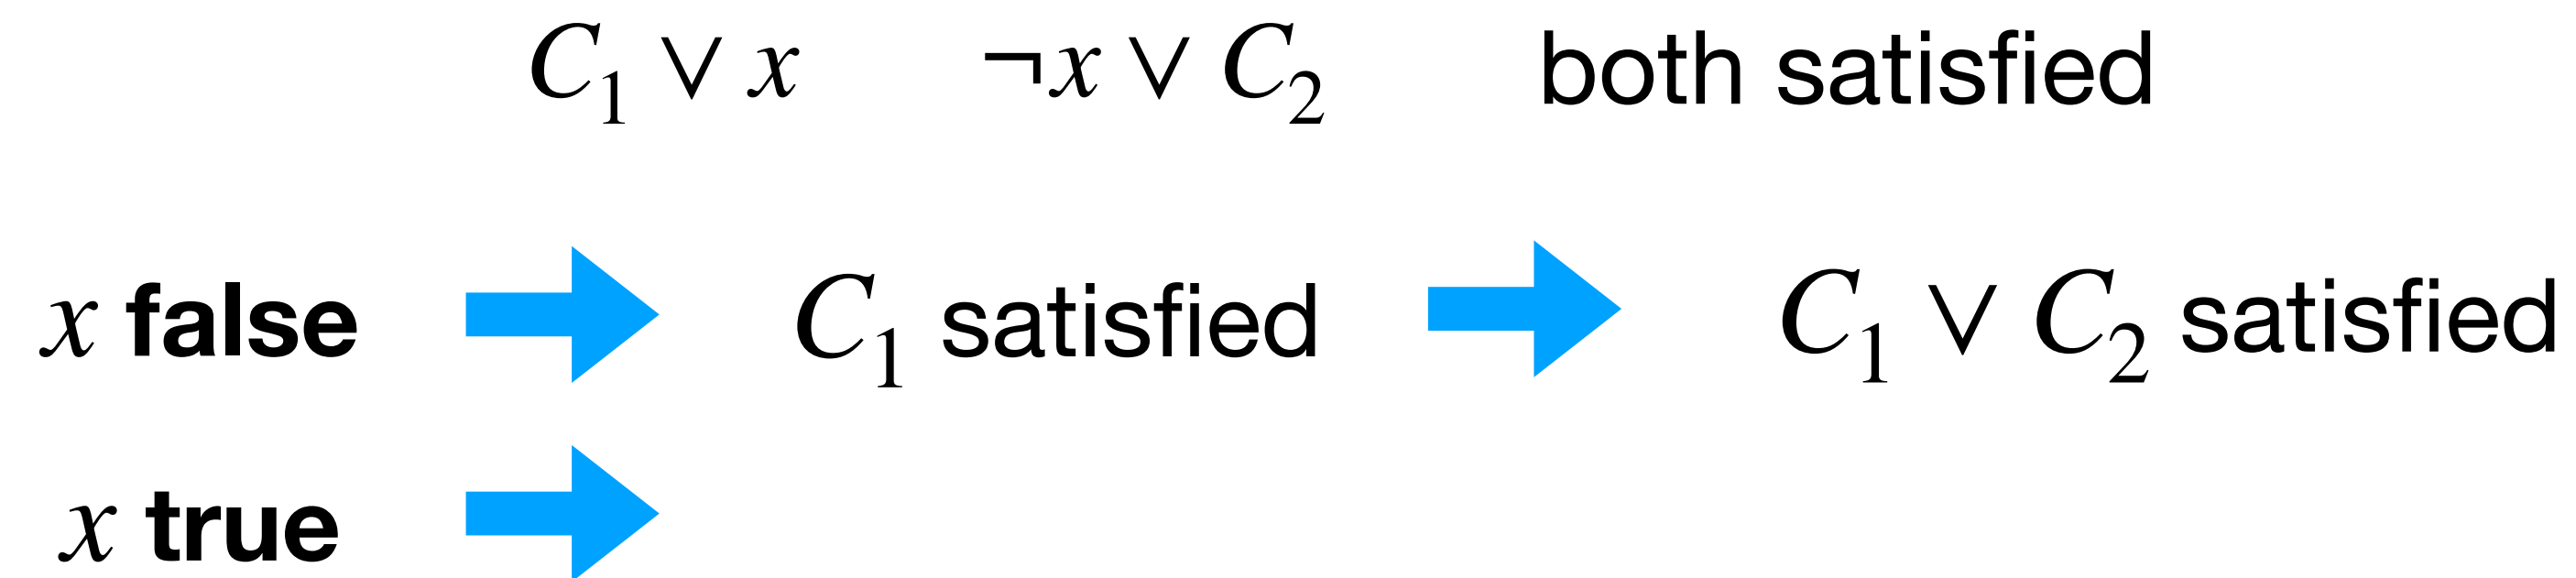 C₁ ∨ x ¬x ∨ C₂ both satisfied
x false C₁ satisfied C₁ ∨ C₂ satisfied
x true